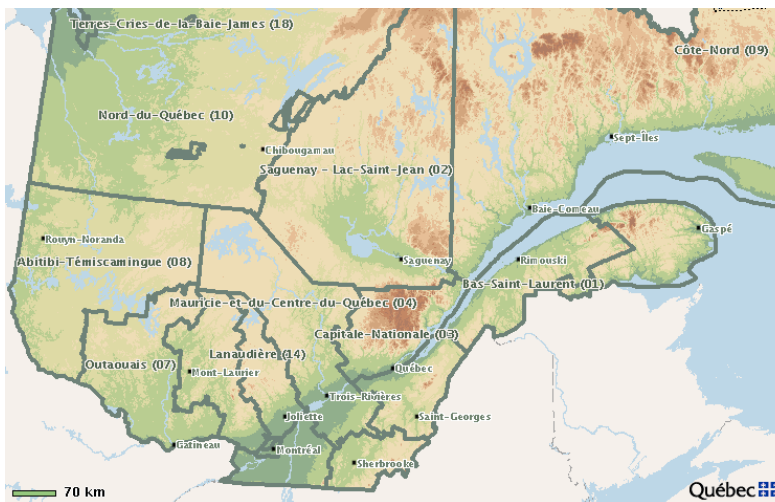 Terres-Cries-de-la-Baie-James (18)
Côte-Nord (09)
Nord-du-Québec (10)
Sept-Îles
Chibougamau
Saguenay - Lac-Saint-Jean (02)
Baie-Comeau
Gaspé
Rouyn-Noranda
Abitibi-Témiscamingue (08)
Saguenay
Rimouski
Bas-Saint-Laurent (01)
Mauricie-et-du-Centre-du-Québec (04)
Capitale-Nationale (03)
Lanaudière (14)
Outaouais (07)
Mont-Laurier
Québec
Trois-Rivières
Joliette
Saint-Georges
Gatineau
Montréal
Sherbrooke
70 km
Québec